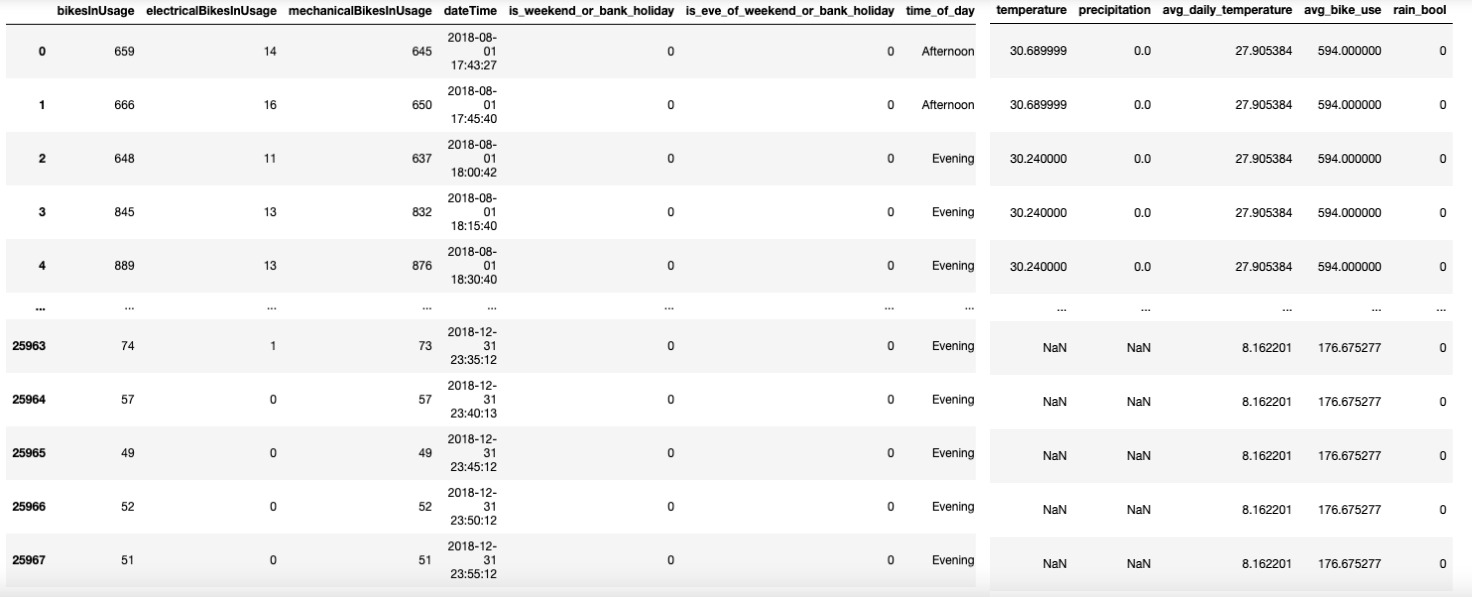 bikesInUsage electricalBikesInUsage mechanicalBikesInUsage dateTime is_weekend_or_bank_holiday is_eve_of_weekend_or_bank_holiday time_of_day temperature precipitation avg_daily_temperature avg_bike_use rain_bool
0 659 14 645 2018-08-01 17:43:27 0 0 Afternoon 30.689999 0.0 27.905384 594.000000 0
1 666 16 650 2018-08-01 17:45:40 0 0 Afternoon 30.689999 0.0 27.905384 594.000000 0
2 648 11 637 2018-08-01 18:00:42 0 0 Evening 30.240000 0.0 27.905384 594.000000 0
3 845 13 832 2018-08-01 18:15:40 0 0 Evening 30.240000 0.0 27.905384 594.000000 0
4 889 13 876 2018-08-01 18:30:40 0 0 Evening 30.240000 0.0 27.905384 594.000000 0
... ... ... ... ... ... ... ... ... ... ... ... ...
25963 74 1 73 2018-12-31 23:35:12 0 0 Evening NaN NaN 8.162201 176.675277 0
25964 57 0 57 2018-12-31 23:40:13 0 0 Evening NaN NaN 8.162201 176.675277 0
25965 49 0 49 2018-12-31 23:45:12 0 0 Evening NaN NaN 8.162201 176.675277 0
25966 52 0 52 2018-12-31 23:50:12 0 0 Evening NaN NaN 8.162201 176.675277 0
25967 51 0 51 2018-12-31 23:55:12 0 0 Evening NaN NaN 8.162201 176.675277 0